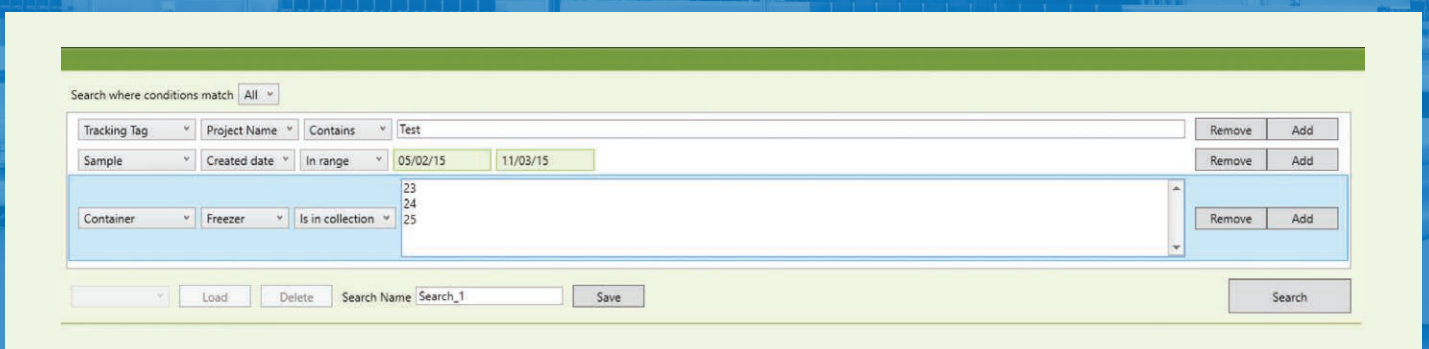 Search where conditions match All
Tracking Tag Project Name Contains Test Remove Add
Sample Created date In range 05/02/15 11/03/15 Remove Add
23
24
Container Freezer Is in collection 25 Remove Add
Load Delete Search Name Search_1 Save Search